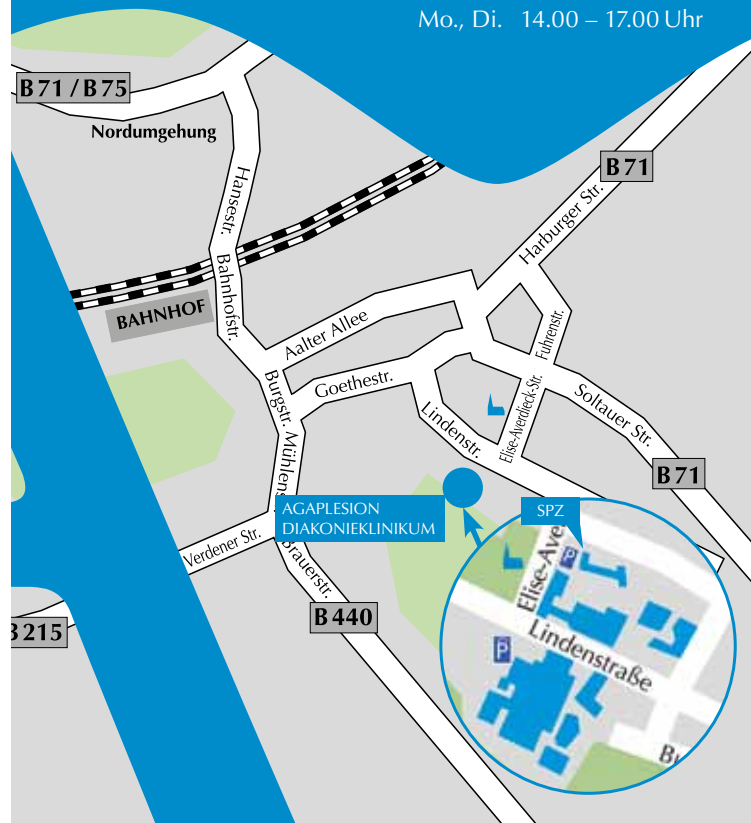 Mo., Di. 14.00 – 17.00 Uhr
B 71 / B 75
Nordumgehung
B 71
Hansestr.
Harburger Str.
Bahnhofstr.
BAHNHOF
Aalter Allee
Fuhrenstr.
Burgstr.
Goethestr.
Elise-Averdieck-Str.
Soltauer Str.
Lindenstr.
Mühlens
B 71
AGAPLESION
DIAKONIEKLINIKUM
SPZ
Verdener Str.
Brauerstr.
P
Elise-Ave
B 440
Lindenstraße
B 215
P